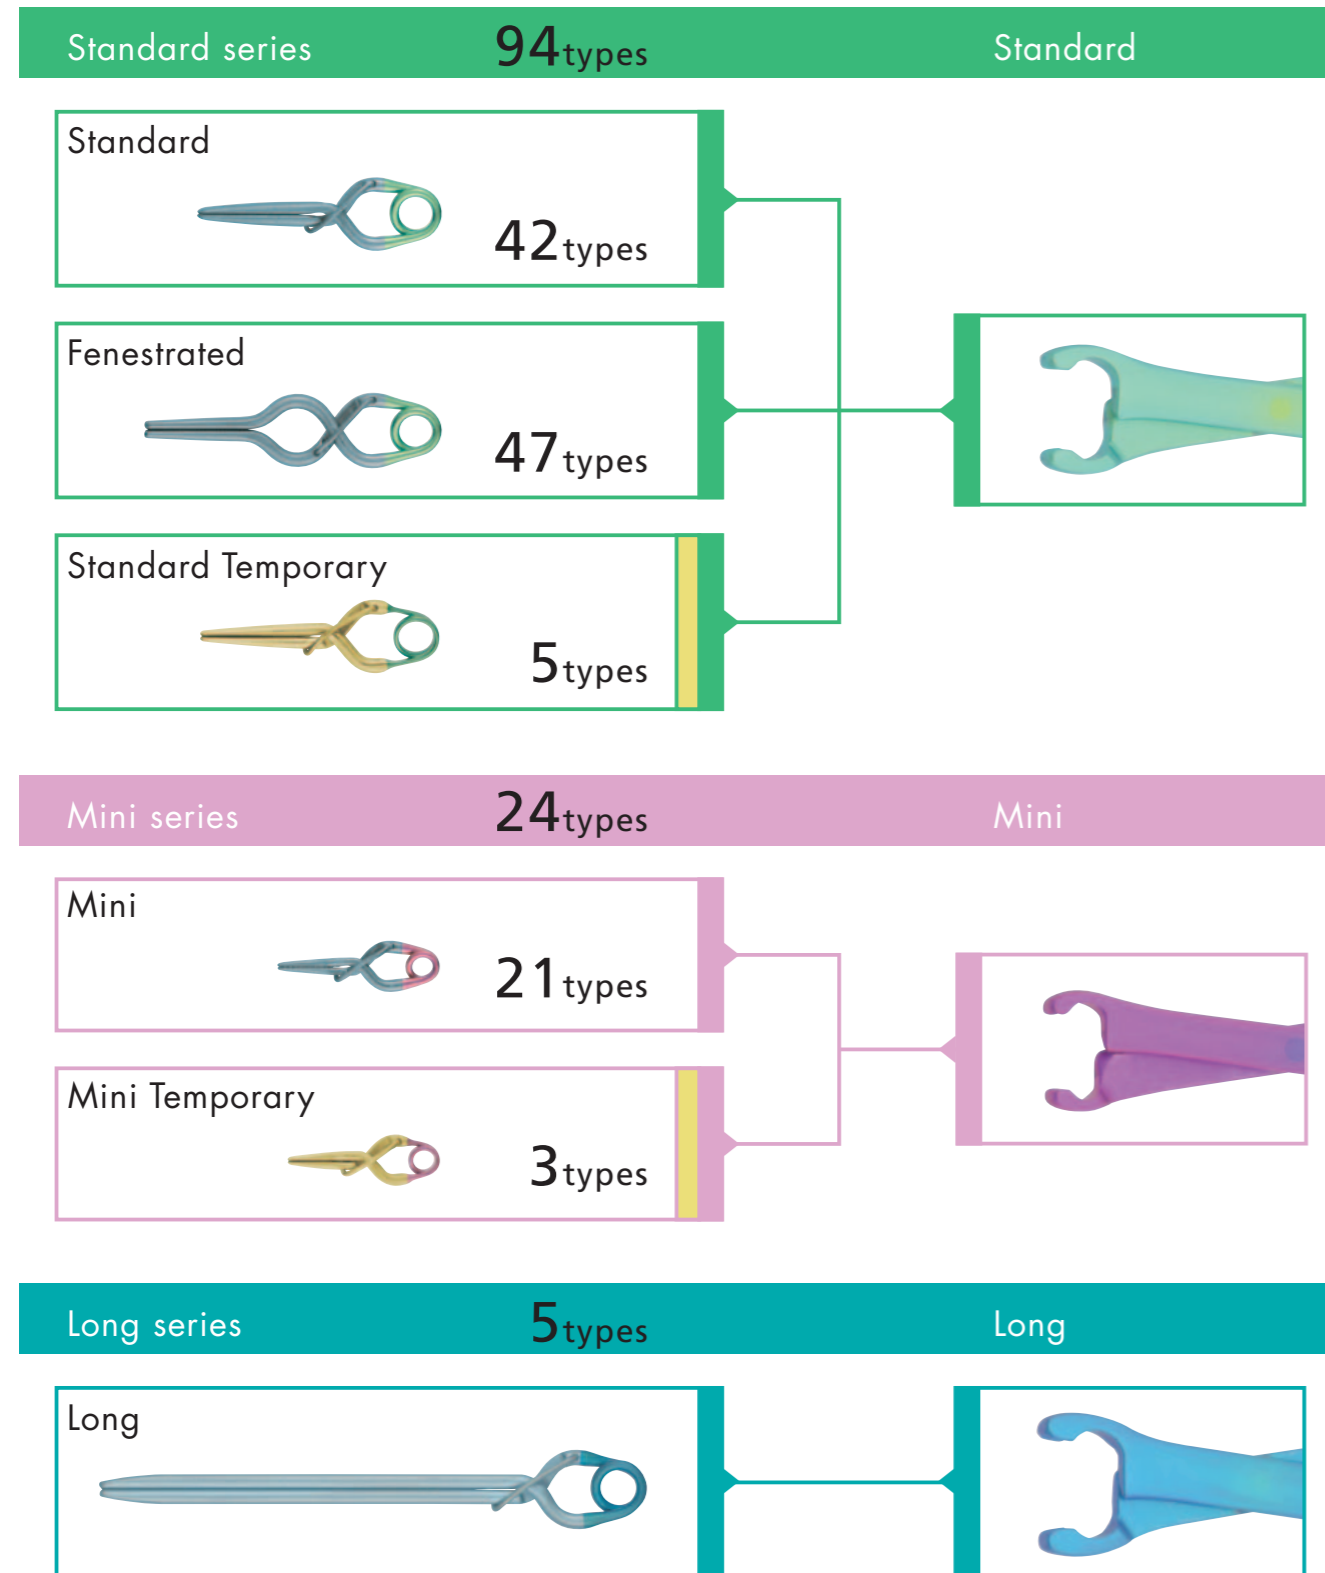 Standard series 94types Standard
Standard
42types
Fenestrated
47types
Standard Temporary
5types
Mini series 24types Mini
Mini
21types
Mini Temporary
3types
Long series 5types Long
Long